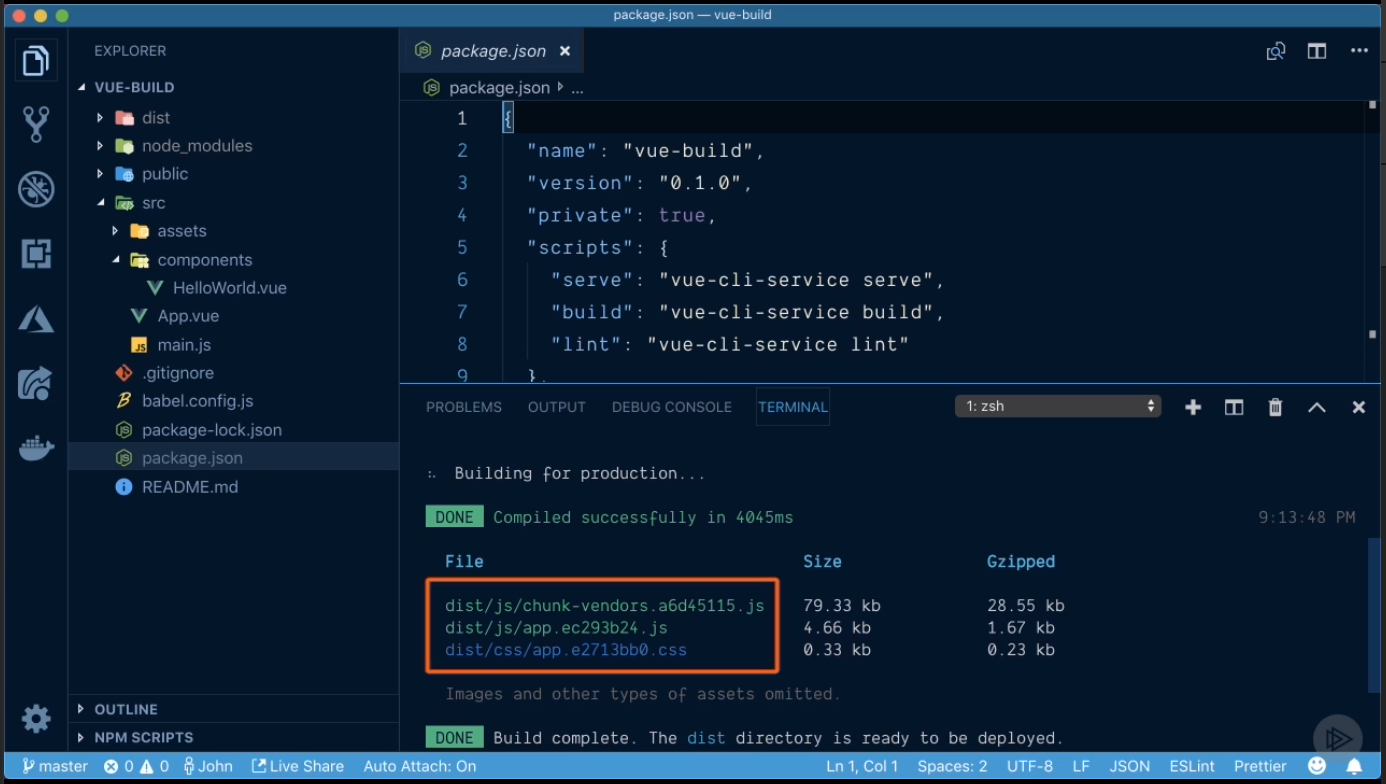 package.json — vue-build
EXPLORER
VUE-BUILD
dist
node_modules
public
src
assets
components
HelloWorld.vue
App.vue
main.js
.gitignore
babel.config.js
package-lock.json
package.json
README.md
OUTLINE
NPM SCRIPTS
package.json
package.json ...
1 {
2 "name": "vue-build",
3 "version": "0.1.0",
4 "private": true,
5 "scripts": {
6 "serve": "vue-cli-service serve",
7 "build": "vue-cli-service build",
8 "lint": "vue-cli-service lint"
9 },
PROBLEMS OUTPUT DEBUG CONSOLE TERMINAL 1: zsh
Building for production...
DONE Compiled successfully in 4045ms 9:13:48 PM
File Size Gzipped
dist/js/chunk-vendors.a6d45115.js 79.33 kb 28.55 kb
dist/js/app.ec293b24.js 4.66 kb 1.67 kb
dist/css/app.e2713bb0.css 0.33 kb 0.23 kb
Images and other types of assets omitted.
DONE Build complete. The dist directory is ready to be deployed.
master 0 0 John Live Share Auto Attach: On Ln 1, Col 1 Spaces: 2 UTF-8 LF JSON ESLint Prettier